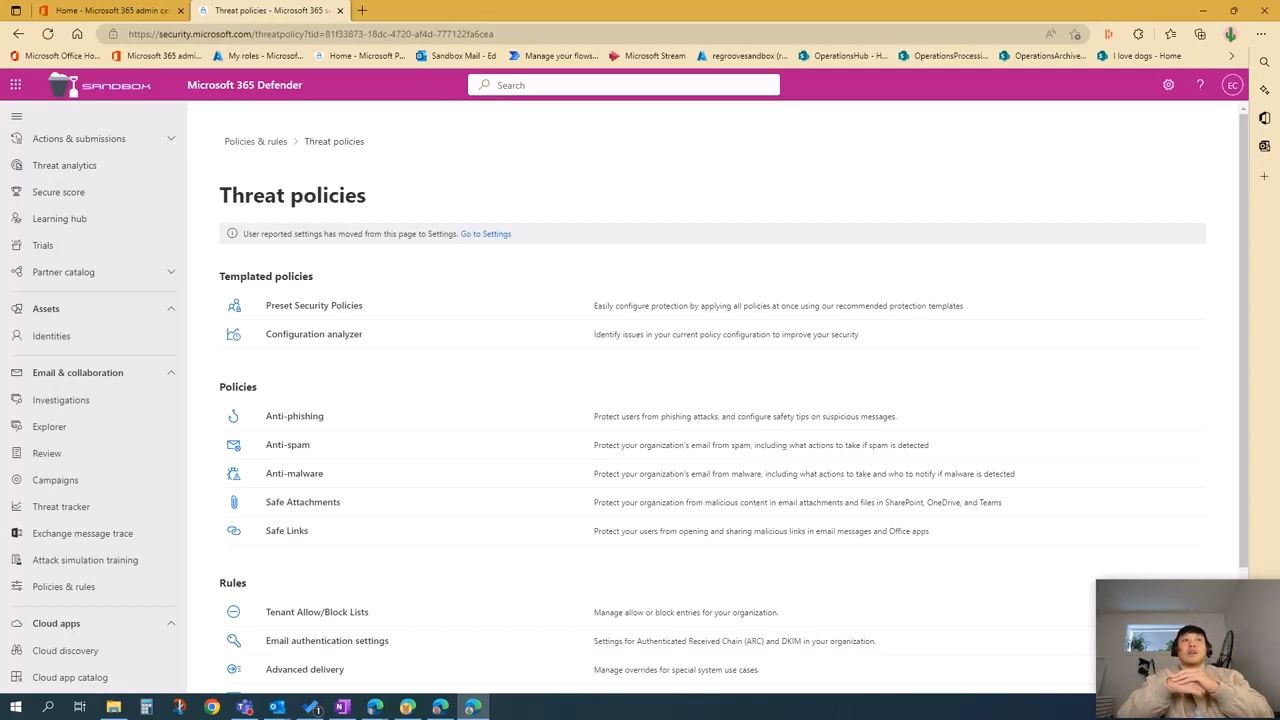 Home - Microsoft 365 admin ce
Threat policies - Microsoft 365 s
https://security.microsoft.com/threatpolicy?tid=81f33873-18dc-4720-af4d-777122fa6cea
Microsoft Office Ho...
Microsoft 365 admi...
My roles - Microsof...
Home - Microsoft P...
Sandbox Mail - Ed
Manage your flows...
Microsoft Stream
regroovesandbox (r...
OperationsHub - H...
OperationsProcessi...
OperationsArchive...
I love dogs - Home
SANDBOX
Microsoft 365 Defender
Search
EC
Actions & submissions
Threat analytics
Secure score
Learning hub
Trials
Partner catalog
Assets
Identities
Email & collaboration
Investigations
Explorer
Review
Campaigns
Threat tracker
Exchange message trace
Attack simulation training
Policies & rules
Cloud apps
Cloud discovery
Cloud app catalog
Policies & rules > Threat policies
Threat policies
User reported settings has moved from this page to Settings. Go to Settings
Templated policies
Preset Security Policies Easily configure protection by applying all policies at once using our recommended protection templates
Configuration analyzer Identify issues in your current policy configuration to improve your security
Policies
Anti-phishing Protect users from phishing attacks, and configure safety tips on suspicious messages.
Anti-spam Protect your organization's email from spam, including what actions to take if spam is detected
Anti-malware Protect your organization's email from malware, including what actions to take and who to notify if malware is detected
Safe Attachments Protect your organization from malicious content in email attachments and files in SharePoint, OneDrive, and Teams
Safe Links Protect your users from opening and sharing malicious links in email messages and Office apps
Rules
Tenant Allow/Block Lists Manage allow or block entries for your organization.
Email authentication settings Settings for Authenticated Received Chain (ARC) and DKIM in your organization.
Advanced delivery Manage overrides for special system use cases.